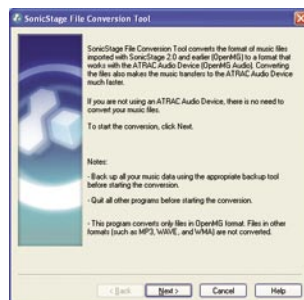 SonicStage File Conversion Tool
SonicStage File Conversion Tool converts the format of music files
imported with SonicStage 2.0 and earlier (OpenMG) to a format that
works with the ATRAC Audio Device (OpenMG Audio). Converting
the files also makes the music transfers to the ATRAC Audio Device
much faster.
If you are not using an ATRAC Audio Device, there is no need to
convert your music files.
To start the conversion, click Next.
Notes:
- Back up all your music data using the appropriate backup tool
before starting the conversion.
- Quit all other programs before starting the conversion.
- This program converts only files in OpenMG format. Files in other
formats (such as MP3, WAVE, and WMA) are not converted.
< Back Next > Cancel Help